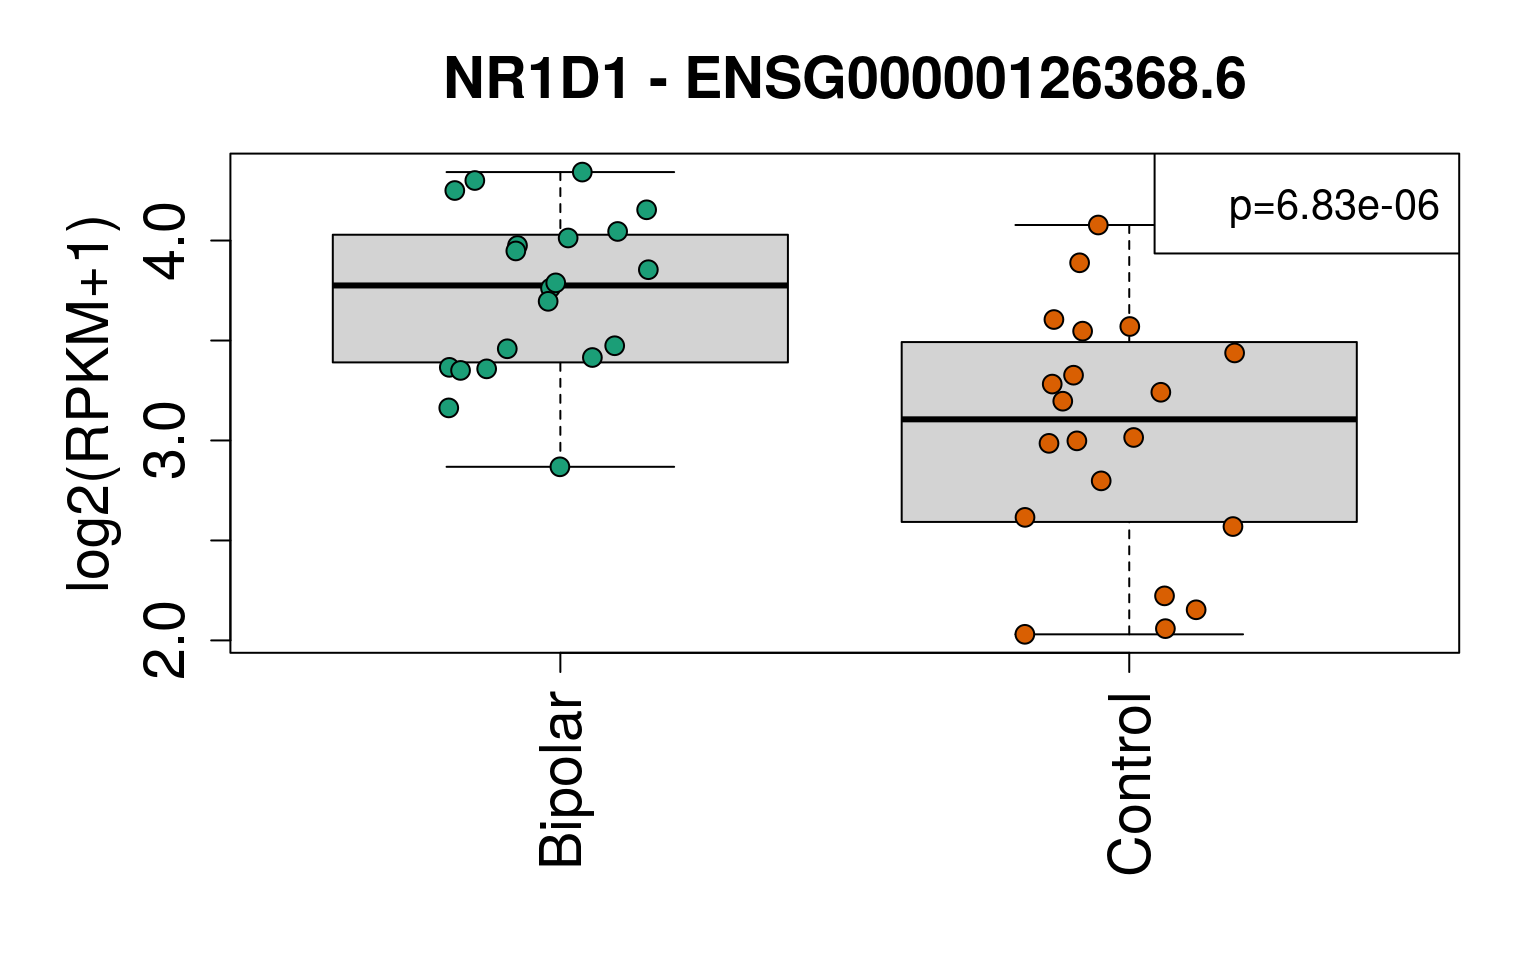 NR1D1 - ENSG00000126368.6
p=6.83e-06
log2(RPKM+1)
4.0
3.0
2.0
Bipolar
Control